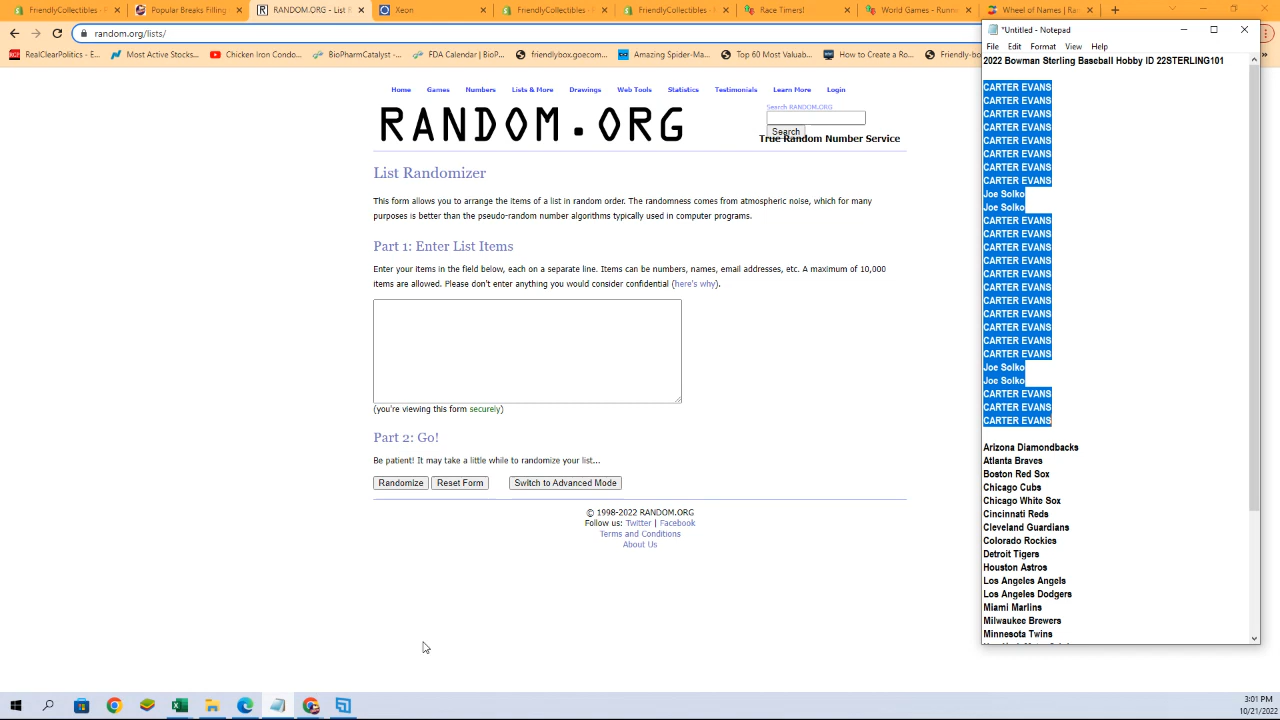 FriendlyCollectibles - F
Popular Breaks Filling
RANDOM.ORG - List F
Xeon
FriendlyCollectibles - F
FriendlyCollectibles - F
Race Timers!
World Games - Runn
Wheel of Names | Ra
random.org/lists/
RealClearPolitics - E...
Most Active Stocks...
Chicken Iron Condo...
BioPharmCatalyst -...
FDA Calendar | BioP...
friendlybox.goecom...
Amazing Spider-Ma...
Top 60 Most Valuab...
How to Create a Ro...
Friendly-bo
Home Games Numbers Lists & More Drawings Web Tools Statistics Testimonials Learn More Login
RANDOM.ORG
Search RANDOM.ORG
Search
True Random Number Service
List Randomizer
This form allows you to arrange the items of a list in random order. The randomness comes from atmospheric noise, which for many
purposes is better than the pseudo-random number algorithms typically used in computer programs.
Part 1: Enter List Items
Enter your items in the field below, each on a separate line. Items can be numbers, names, email addresses, etc. A maximum of 10,000
items are allowed. Please don't enter anything you would consider confidential (here's why).
(you're viewing this form securely)
Part 2: Go!
Be patient! It may take a little while to randomize your list...
Randomize Reset Form Switch to Advanced Mode
© 1998-2022 RANDOM.ORG
Follow us: Twitter | Facebook
Terms and Conditions
About Us
*Untitled - Notepad
File Edit Format View Help
2022 Bowman Sterling Baseball Hobby ID 22STERLING101
CARTER EVANS
CARTER EVANS
CARTER EVANS
CARTER EVANS
CARTER EVANS
CARTER EVANS
CARTER EVANS
CARTER EVANS
Joe Solko
Joe Solko
CARTER EVANS
CARTER EVANS
CARTER EVANS
CARTER EVANS
CARTER EVANS
CARTER EVANS
CARTER EVANS
CARTER EVANS
CARTER EVANS
CARTER EVANS
CARTER EVANS
Joe Solko
Joe Solko
CARTER EVANS
CARTER EVANS
CARTER EVANS
Arizona Diamondbacks
Atlanta Braves
Boston Red Sox
Chicago Cubs
Chicago White Sox
Cincinnati Reds
Cleveland Guardians
Colorado Rockies
Detroit Tigers
Houston Astros
Los Angeles Angels
Los Angeles Dodgers
Miami Marlins
Milwaukee Brewers
Minnesota Twins
3:01 PM
10/21/2022